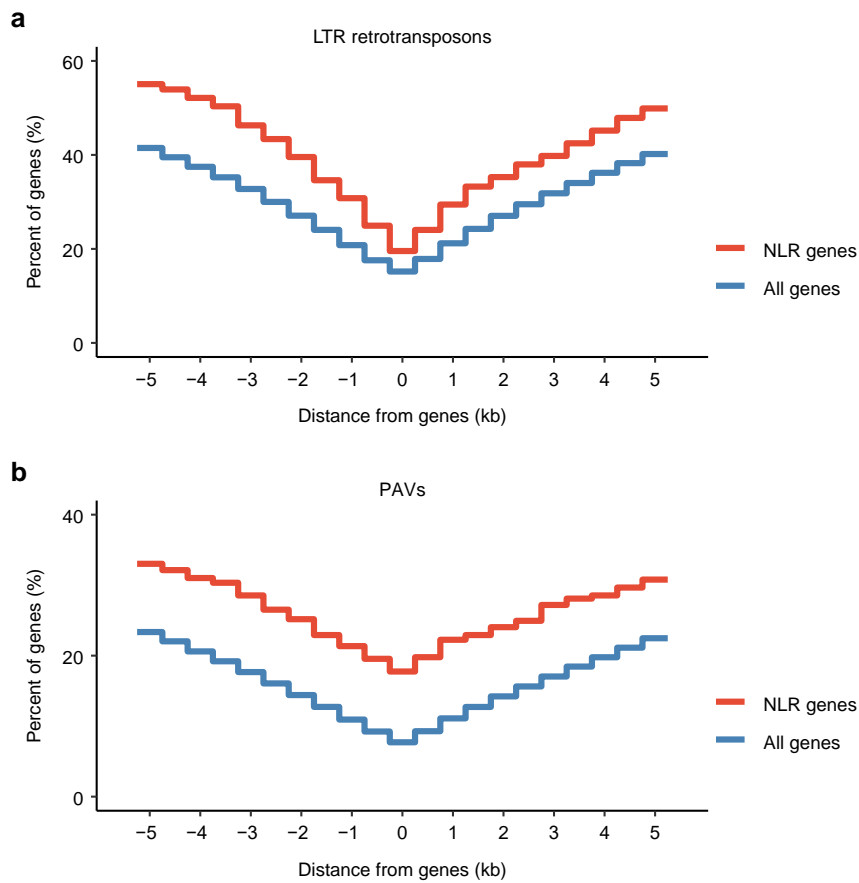 a
LTR retrotransposons
60
40
20
0
Percent of genes (%)
−5 −4 −3 −2 −1 0 1 2 3 4 5
Distance from genes (kb)
NLR genes
All genes
b
PAVs
40
20
0
Percent of genes (%)
−5 −4 −3 −2 −1 0 1 2 3 4 5
Distance from genes (kb)
NLR genes
All genes